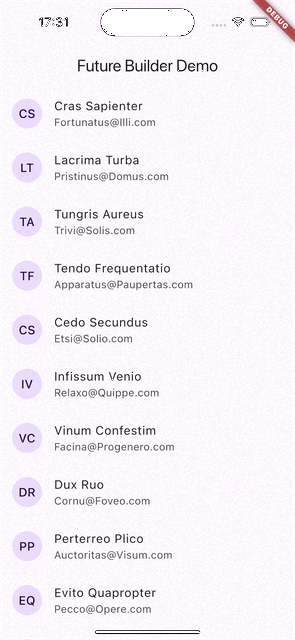 17:31
DEBUG
Future Builder Demo
CS
Cras Sapienter
Fortunatus@Illi.com
LT
Lacrima Turba
Pristinus@Domus.com
TA
Tungris Aureus
Trivi@Solis.com
TF
Tendo Frequentatio
Apparatus@Paupertas.com
CS
Cedo Secundus
Etsi@Solio.com
IV
Infissum Venio
Relaxo@Quippe.com
VC
Vinum Confestim
Facina@Progenero.com
DR
Dux Ruo
Cornu@Foveo.com
PP
Perterreo Plico
Auctoritas@Visum.com
EQ
Evito Quapropter
Pecco@Opere.com